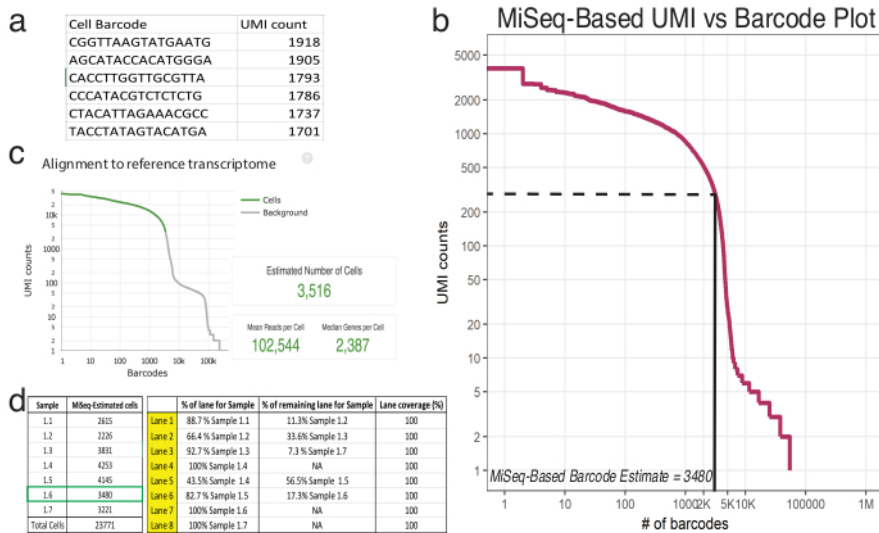 a
Cell Barcode UMI count
CGGTTAAGTATGAATG 1918
AGCATACCACATGGGA 1905
CACCTTGGTTGCGTTA 1793
CCCATACGTCTCTCTG 1786
CTACATTAGAAACGCC 1737
TACCTATAGTACATGA 1701
b
MiSeq-Based UMI vs Barcode Plot
5000
2000
1000
500
200
100
50
20
10
5
2
1
UMI counts
MiSeq-Based Barcode Estimate = 3480
1 10 100 1000 2K 5K 10K 100000 1M
# of barcodes
c
Alignment to reference transcriptome ?
Cells
Background
5
2
10k
5
2
1000
5
2
100
5
2
10
5
2
1
UMI counts
1 10 100 1000 10k 100k
Barcodes
Estimated Number of Cells
3,516
Mean Reads per Cell Median Genes per Cell
102,544 2,387
d
Sample MiSeq-Estimated cells
1.1 2615
1.2 2226
1.3 3831
1.4 4253
1.5 4145
1.6 3480
1.7 3221
Total Cells 23771
% of lane for Sample % of remaining lane for Sample Lane coverage (%)
Lane 1 88.7 % Sample 1.1 11.3% Sample 1.2 100
Lane 2 66.4 % Sample 1.2 33.6% Sample 1.3 100
Lane 3 92.7 % Sample 1.3 7.3 % Sample 1.7 100
Lane 4 100% Sample 1.4 NA 100
Lane 5 43.5% Sample 1.4 56.5% Sample 1.5 100
Lane 6 82.7% Sample 1.5 17.3% Sample 1.6 100
Lane 7 100% Sample 1.6 NA 100
Lane 8 100% Sample 1.7 NA 100